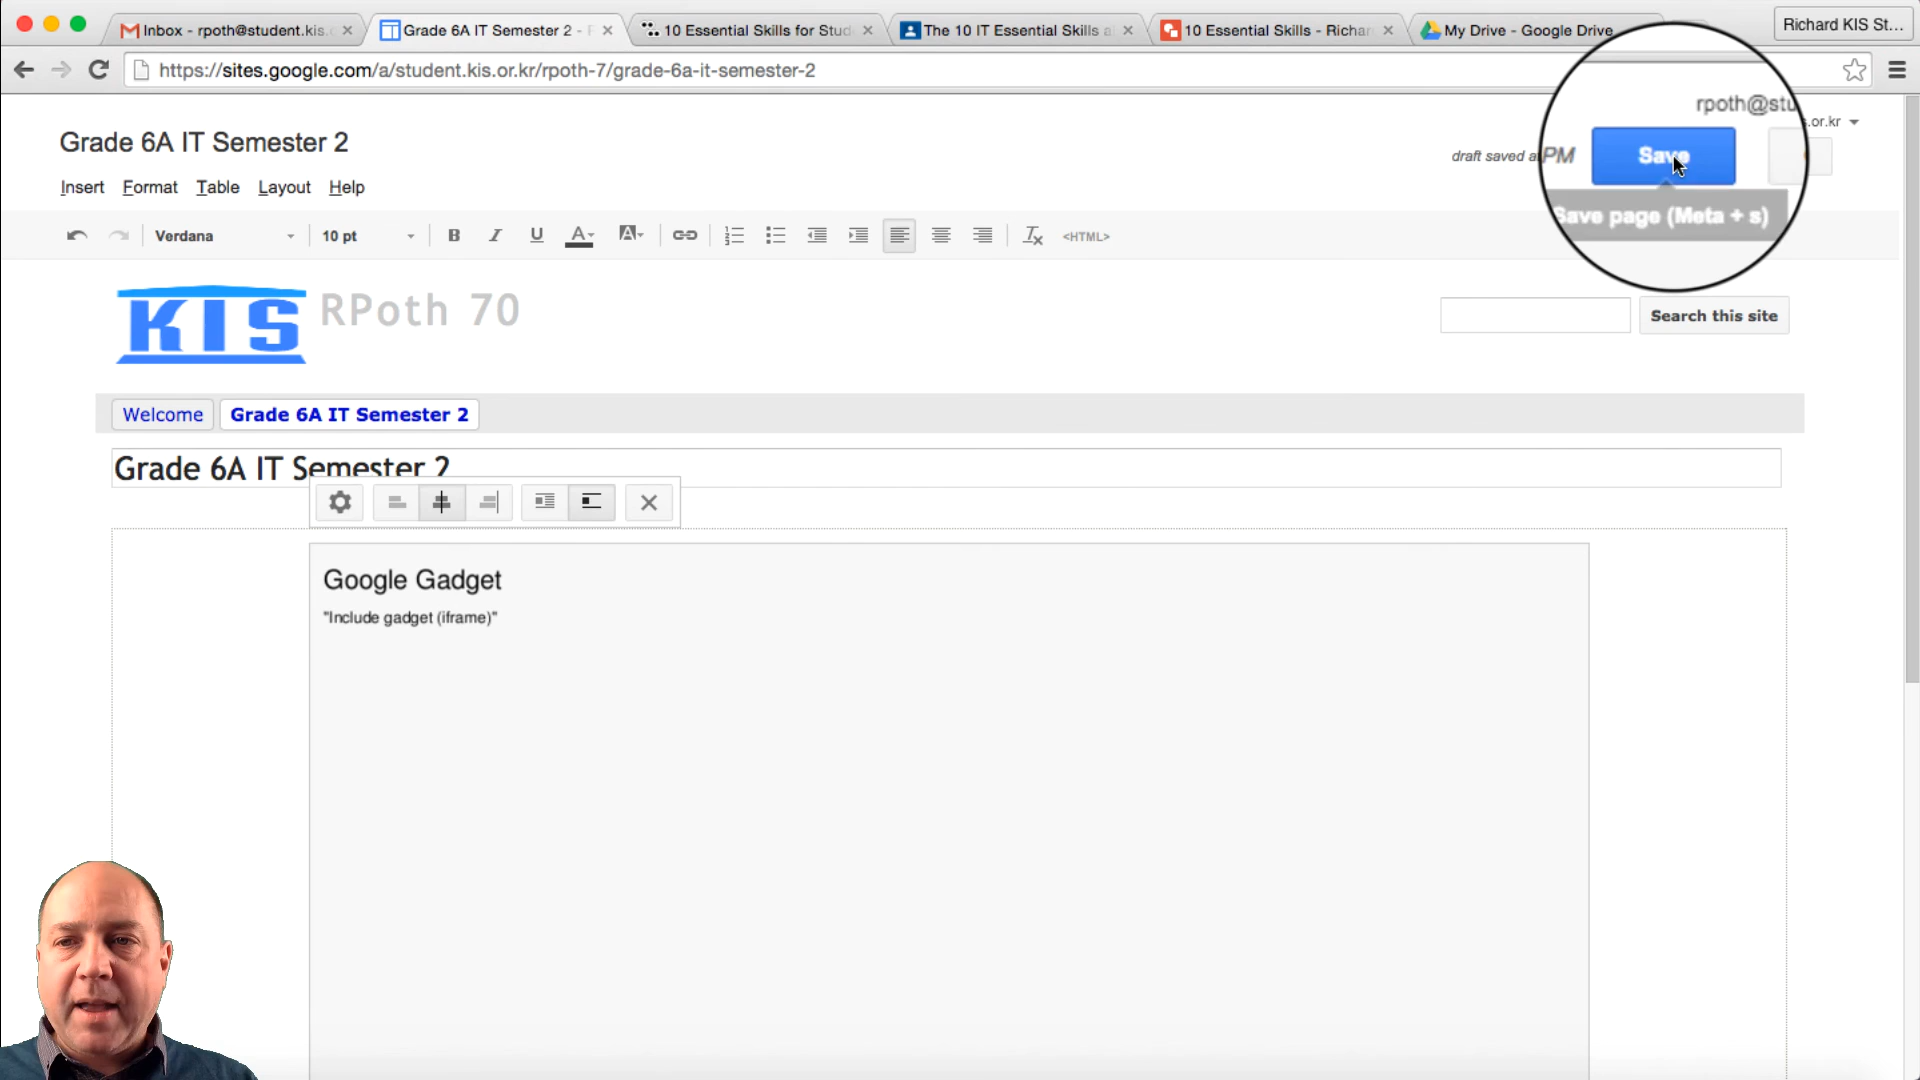 Inbox - rpoth@student.kis.c
Grade 6A IT Semester 2 -
10 Essential Skills for Stud
The 10 IT Essential Skills a
10 Essential Skills - Richar
My Drive - Google Drive
Richard KIS St...
https://sites.google.com/a/student.kis.or.kr/rpoth-7/grade-6a-it-semester-2
rpoth@stu
s.or.kr
Grade 6A IT Semester 2
draft saved a
PM
Save
Insert Format Table Layout Help
Save page (Meta + s)
Verdana 10 pt B I U A A <HTML>
KIS RPoth 70
Search this site
Welcome Grade 6A IT Semester 2
Grade 6A IT Semester 2
Google Gadget
"Include gadget (iframe)"